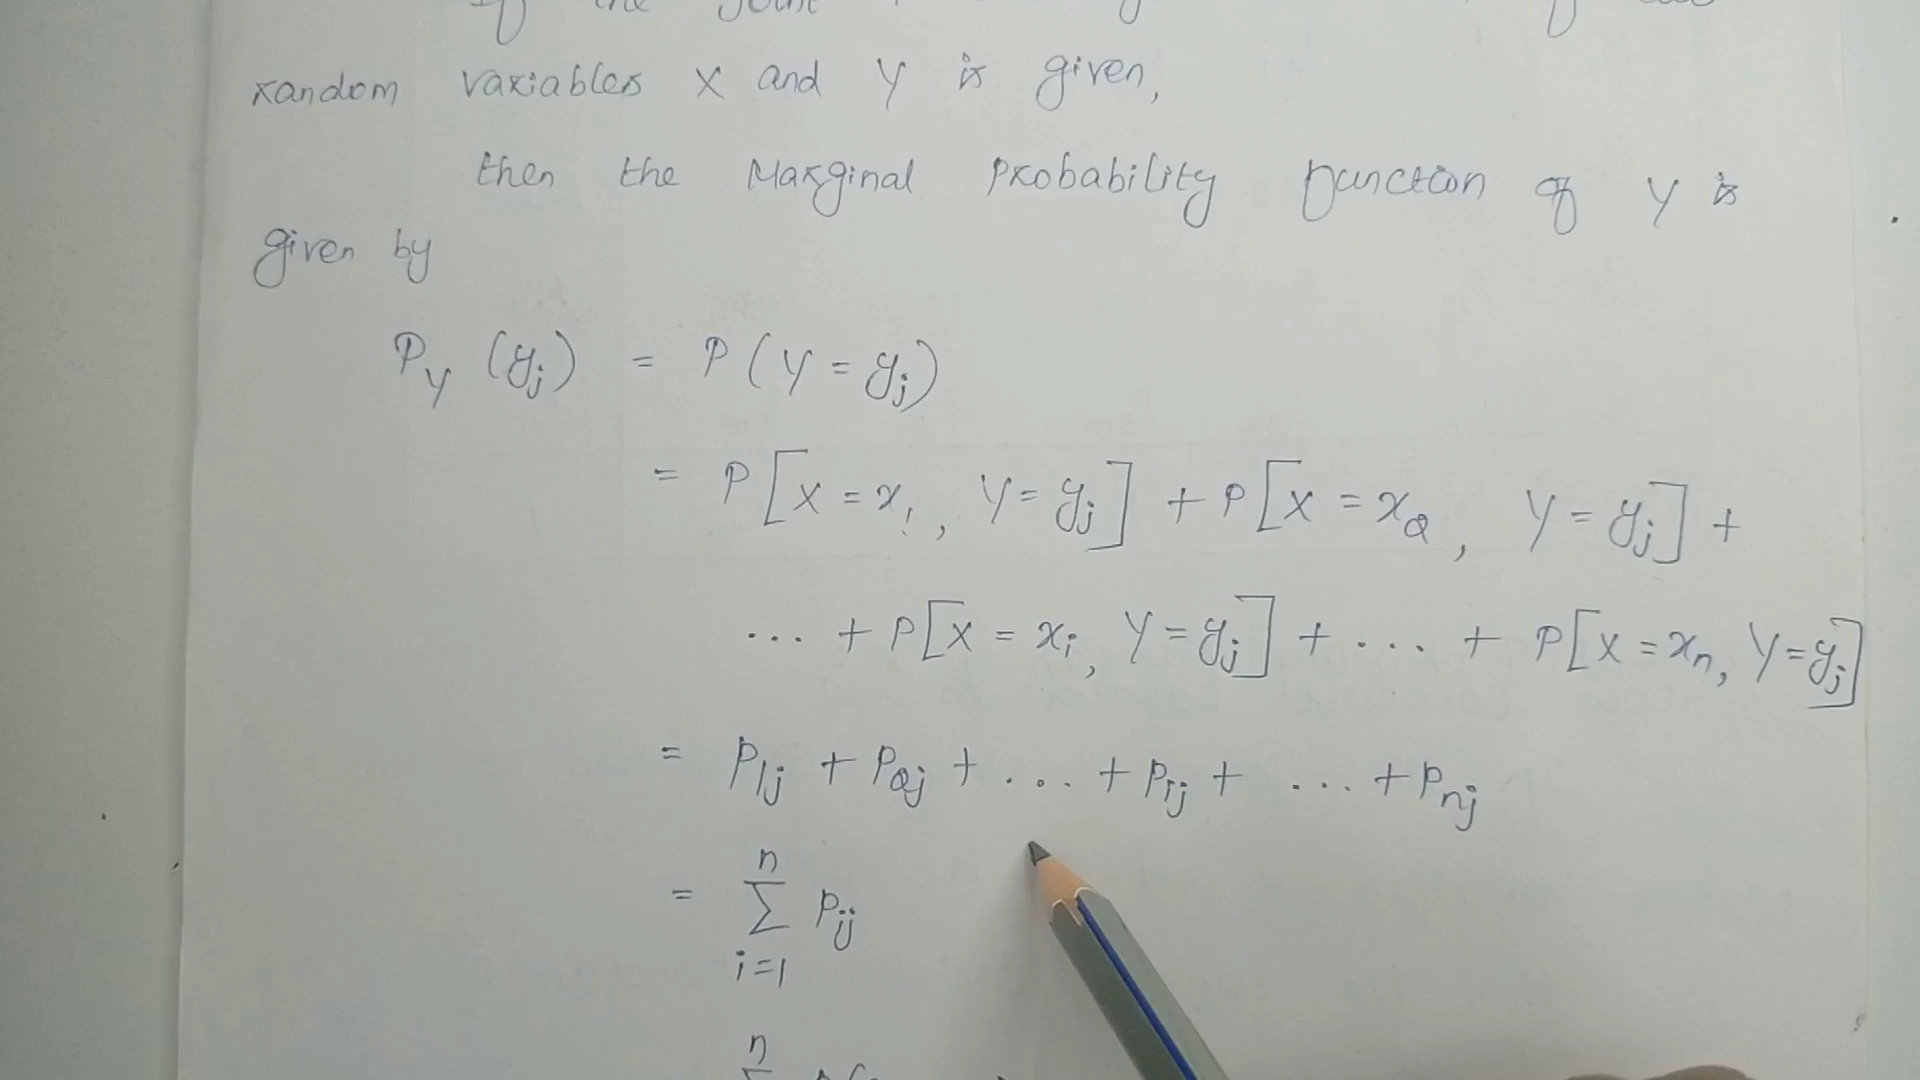 random variables X and Y is given,
then the Marginal Probability function of Y is
given by
P_Y (y_j) = P(Y = y_j)
= P[X = x_1, Y = y_j] + P[X = x_2, Y = y_j] +
... + P[X = x_i, Y = y_j] + ... + P[X = x_n, Y = y_j]
= P_1j + P_2j + ... + P_ij + ... + P_nj
= n Σ i=1 P_ij
n